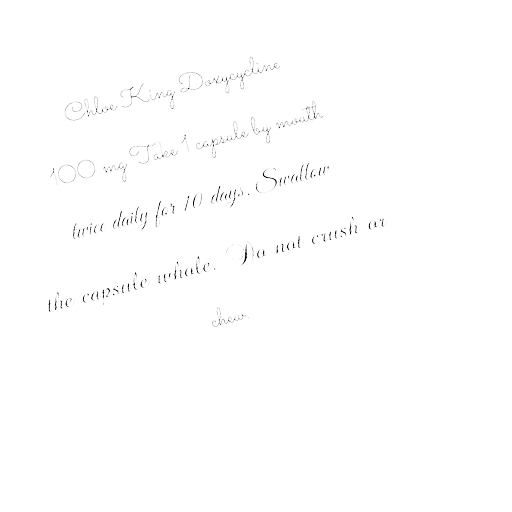 Chloe King Doxycycline
100 mg Take 1 capsule by mouth
twice daily for 10 days. Swallow
the capsule whole. Do not crush or
chew.